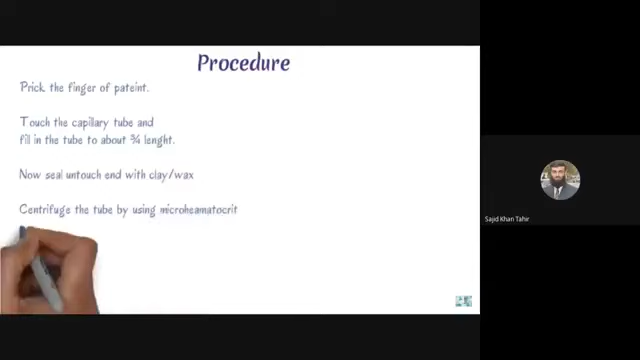 Procedure
Prick the finger of pateint.
Touch the capillary tube and
fill in the tube to about ¾ lenght.
Now seal untouch end with clay/wax
Centrifuge the tube by using microheamatocrit
Sajid Khan Tahir